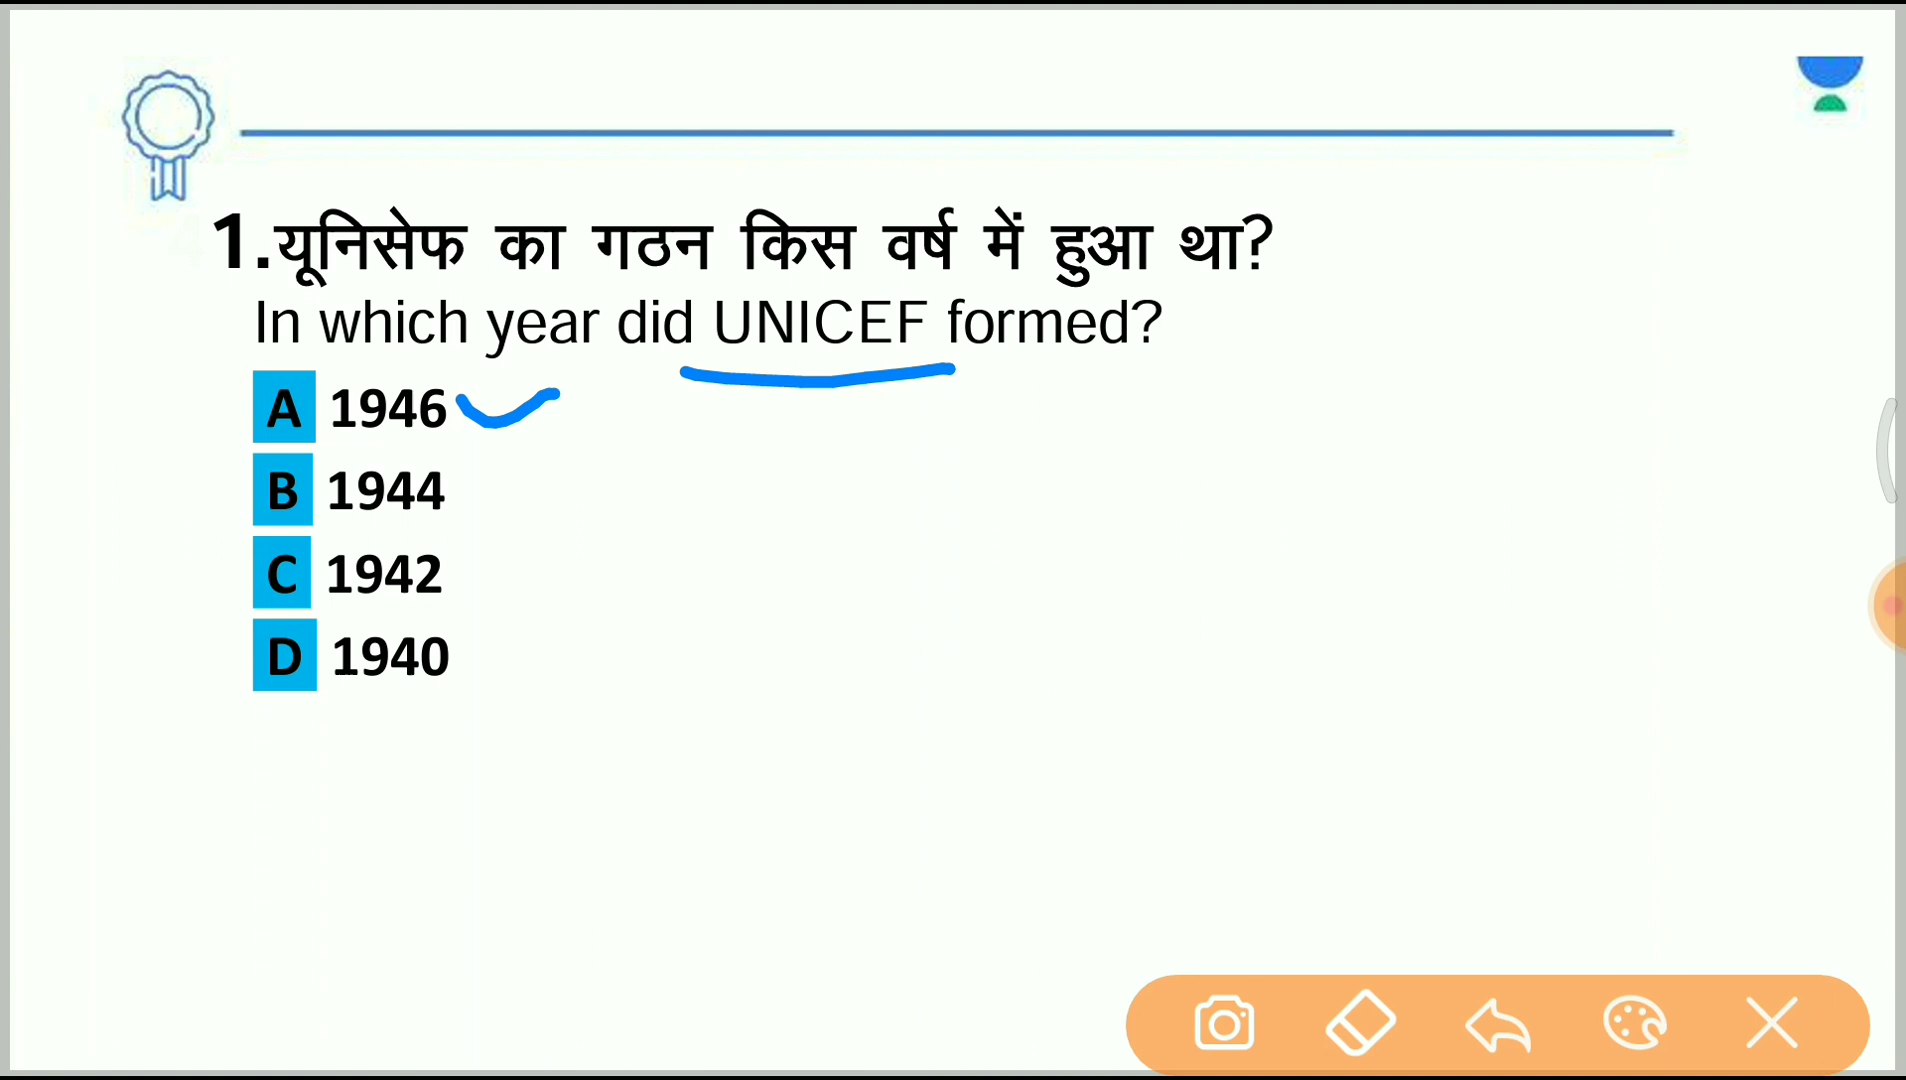 1.यूनिसेफ का गठन किस वर्ष में हुआ था?
In which year did UNICEF formed?
A 1946
B 1944
C 1942
D 1940